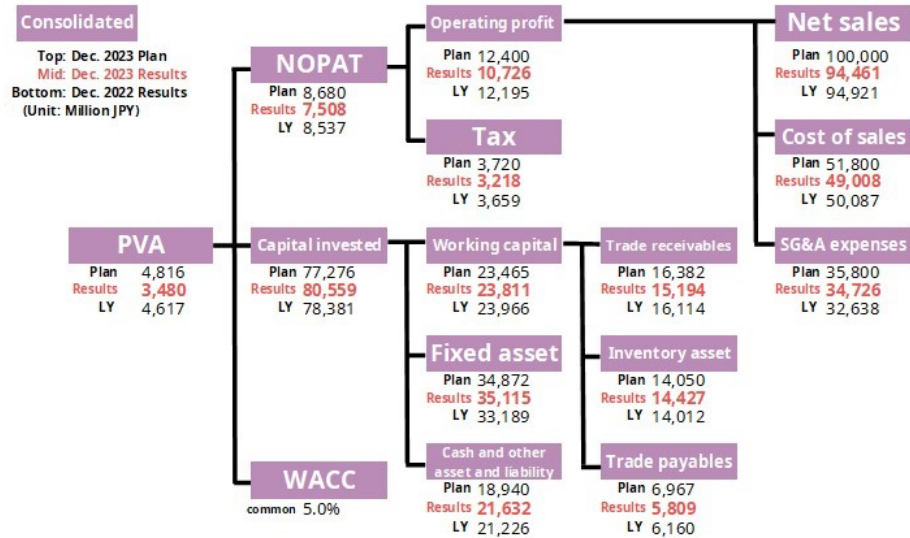 Consolidated
Top: Dec. 2023 Plan
Mid: Dec. 2023 Results
Bottom: Dec. 2022 Results
(Unit: Million JPY)
PVA
Plan 4,816
Results 3,480
LY 4,617
NOPAT
Plan 8,680
Results 7,508
LY 8,537
Capital invested
Plan 77,276
Results 80,559
LY 78,381
WACC
common 5.0%
Operating profit
Plan 12,400
Results 10,726
LY 12,195
Tax
Plan 3,720
Results 3,218
LY 3,659
Working capital
Plan 23,465
Results 23,811
LY 23,966
Fixed asset
Plan 34,872
Results 35,115
LY 33,189
Cash and other
asset and liability
Plan 18,940
Results 21,632
LY 21,226
Trade receivables
Plan 16,382
Results 15,194
LY 16,114
Inventory asset
Plan 14,050
Results 14,427
LY 14,012
Trade payables
Plan 6,967
Results 5,809
LY 6,160
Net sales
Plan 100,000
Results 94,461
LY 94,921
Cost of sales
Plan 51,800
Results 49,008
LY 50,087
SG&A expenses
Plan 35,800
Results 34,726
LY 32,638